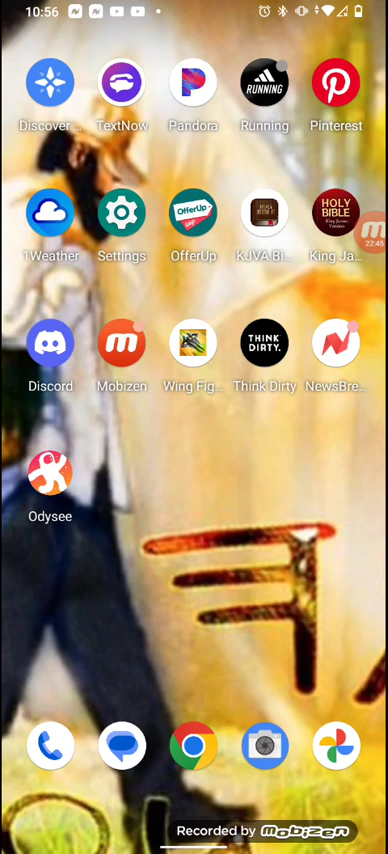 10:56
Discover ...
TextNow
Pandora
RUNNING
Running
Pinterest
1Weather
Settings
OfferUp
OfferUp
HOLY
BIBLE
KJVA Bi...
HOLY
BIBLE
King James
Version
King Ja...
22:45
Discord
Mobizen
Wing Fig...
THINK
DIRTY.
Think Dirty
NewsBre...
Odysee
Recorded by mobizen